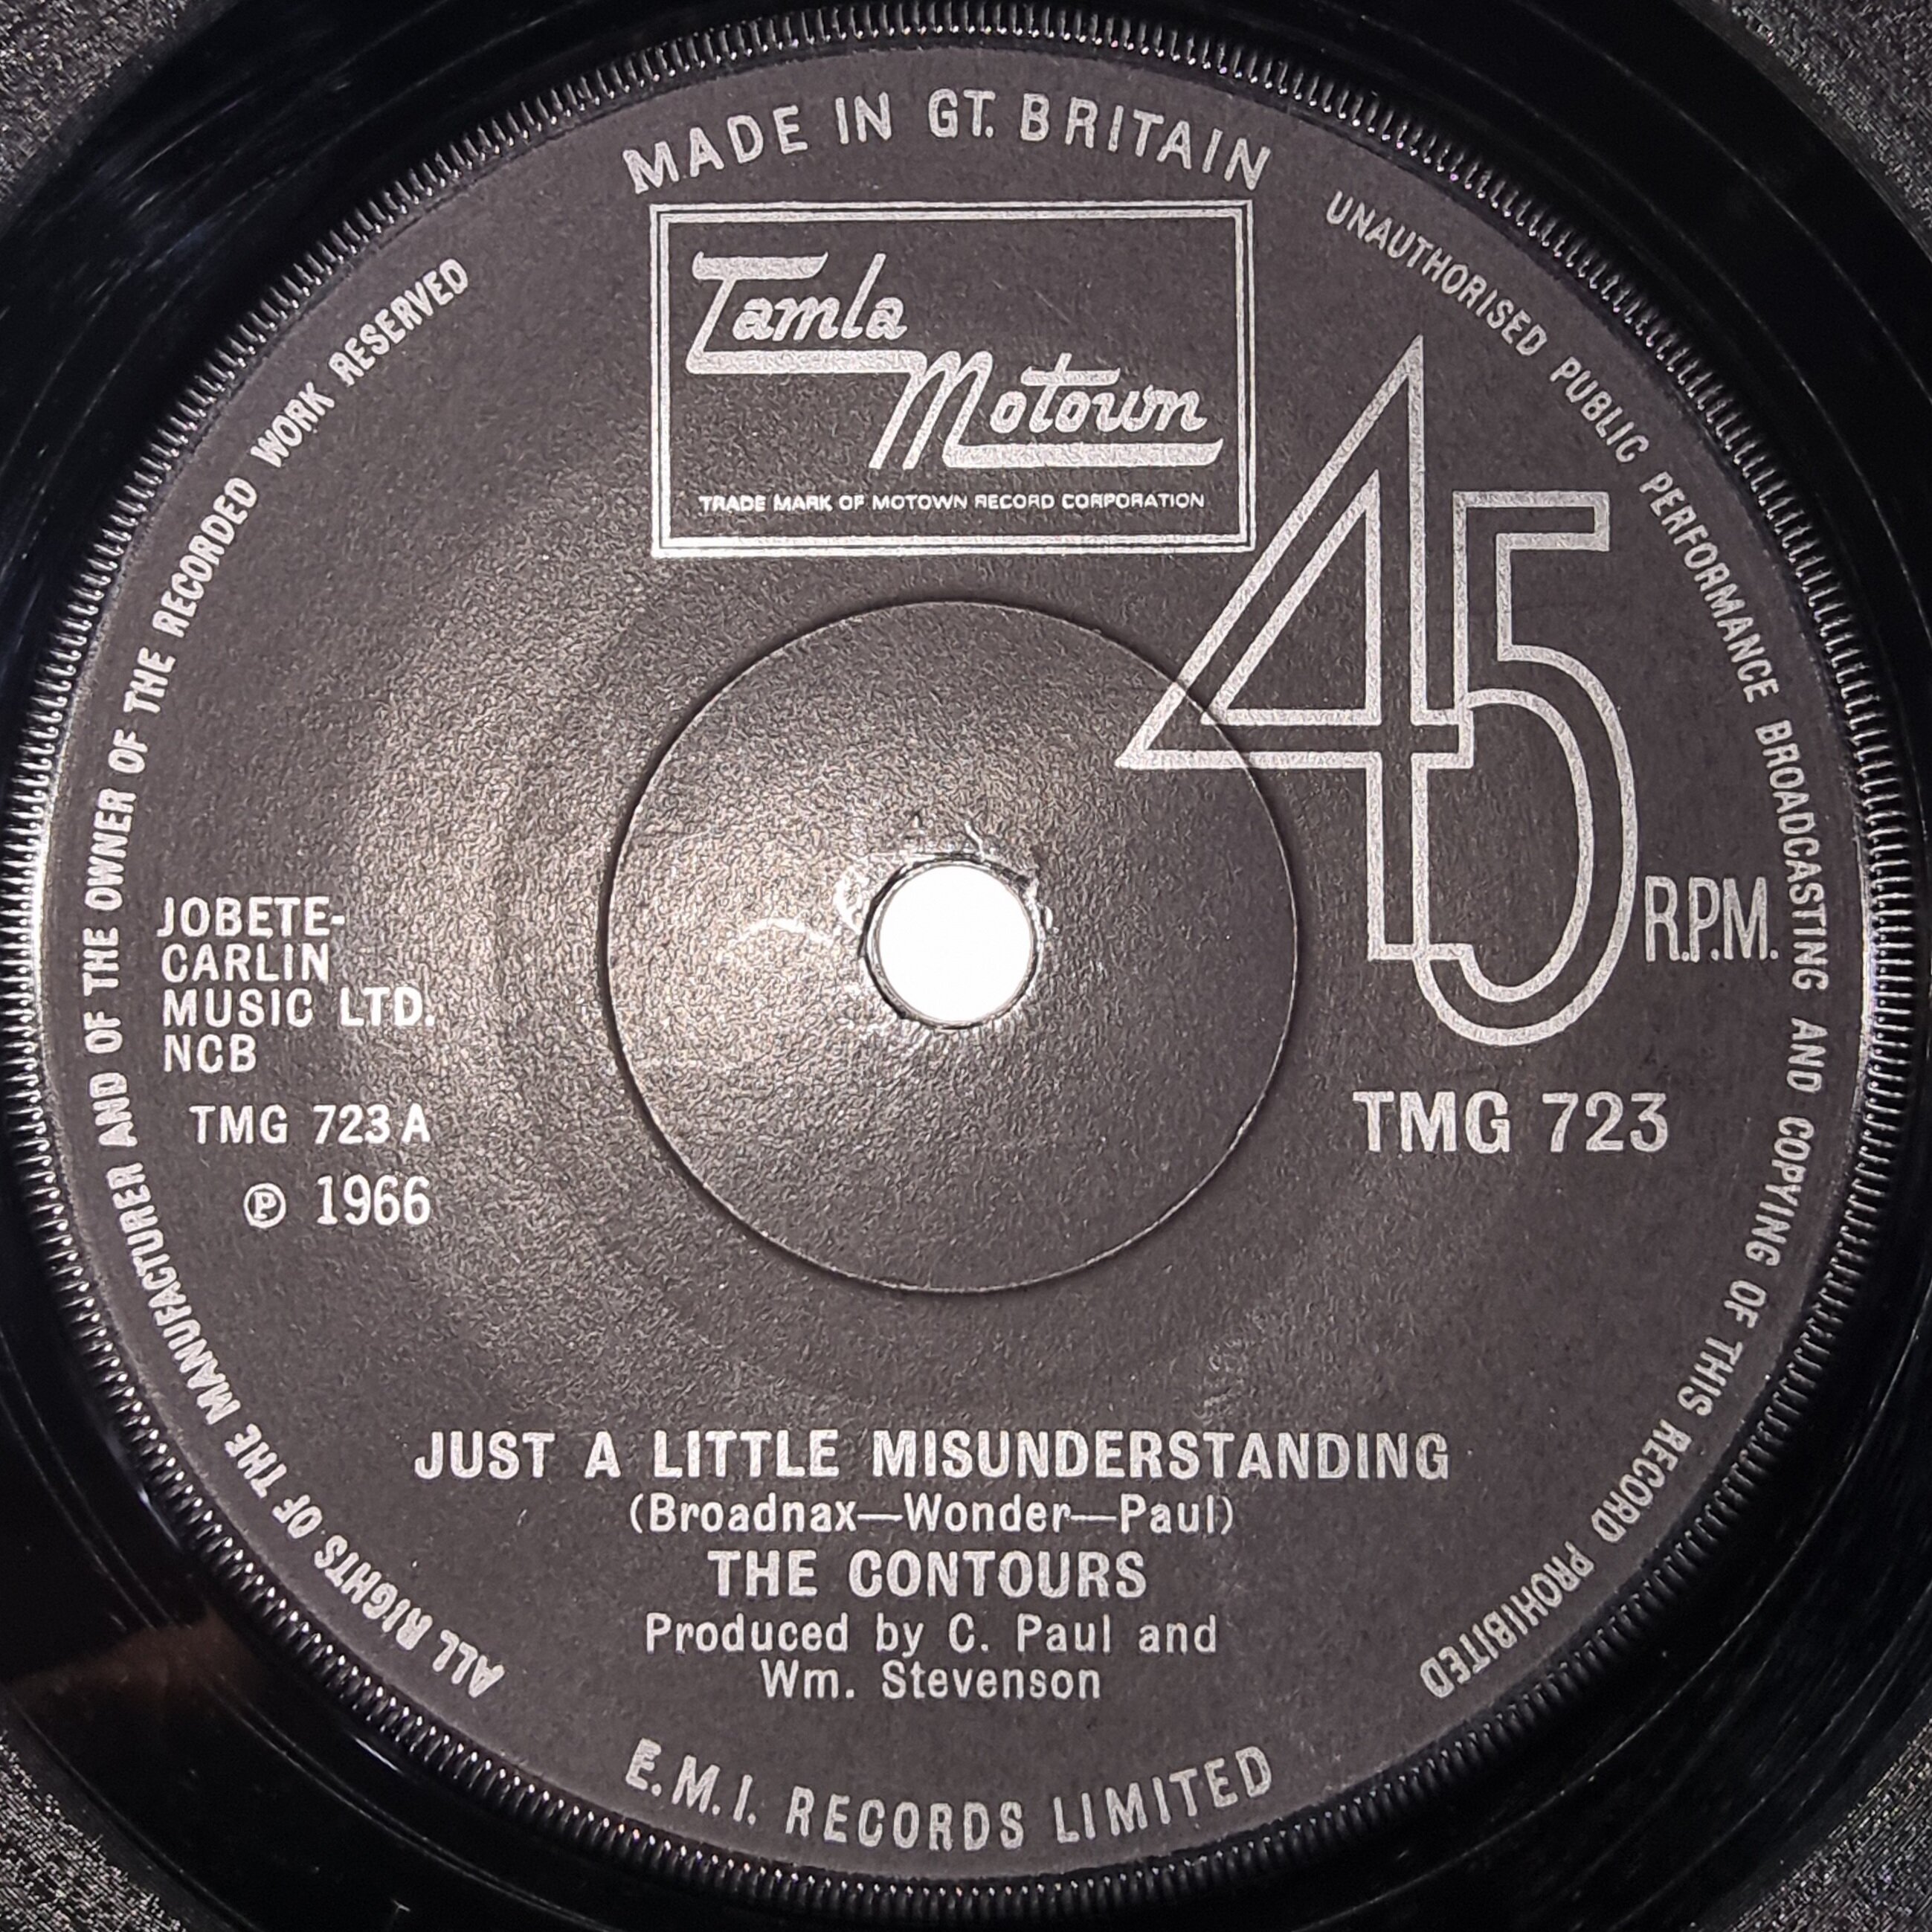 MADE IN GT. BRITAIN
UNAUTHORISED PUBLIC PERFORMANCE BROADCASTING AND COPYING OF THIS RECORD PROHIBITED
E.M.I. RECORDS LIMITED
ALL RIGHTS OF THE MANUFACTURER AND OF THE OWNER OF THE RECORDED WORK RESERVED
Tamla
Motown
TRADE MARK OF MOTOWN RECORD CORPORATION
45 R.P.M.
JOBETE-
CARLIN
MUSIC LTD.
NCB
TMG 723 A
℗ 1966
TMG 723
JUST A LITTLE MISUNDERSTANDING
(Broadnax—Wonder—Paul)
THE CONTOURS
Produced by C. Paul and
Wm. Stevenson